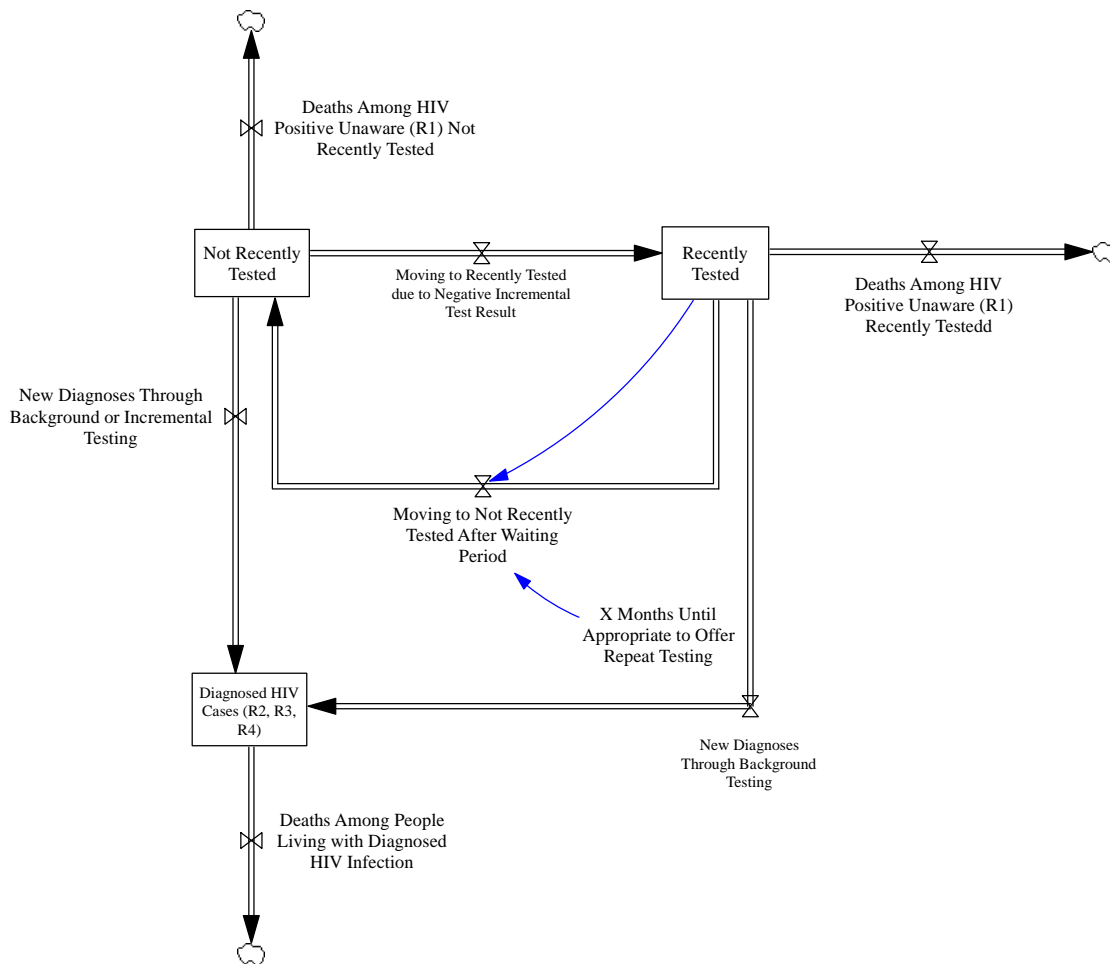 Deaths Among HIV
Positive Unaware (R1) Not
Recently Tested
Not Recently
Tested
Moving to Recently Tested
due to Negative Incremental
Test Result
Recently
Tested
Deaths Among HIV
Positive Unaware (R1)
Recently Testedd
New Diagnoses Through
Background or Incremental
Testing
Moving to Not Recently
Tested After Waiting
Period
X Months Until
Appropriate to Offer
Repeat Testing
Diagnosed HIV
Cases (R2, R3,
R4)
New Diagnoses
Through Background
Testing
Deaths Among People
Living with Diagnosed
HIV Infection